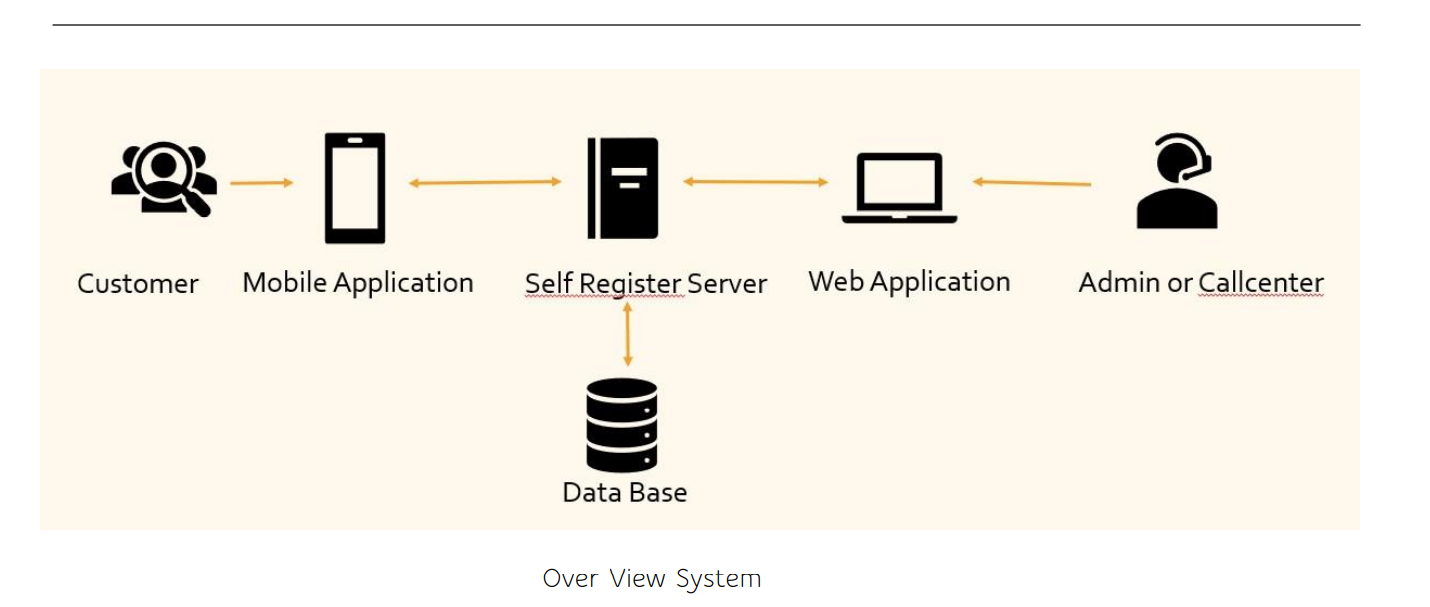 Customer
Mobile Application
Self Register Server
Web Application
Admin or Callcenter
Data Base
Over View System